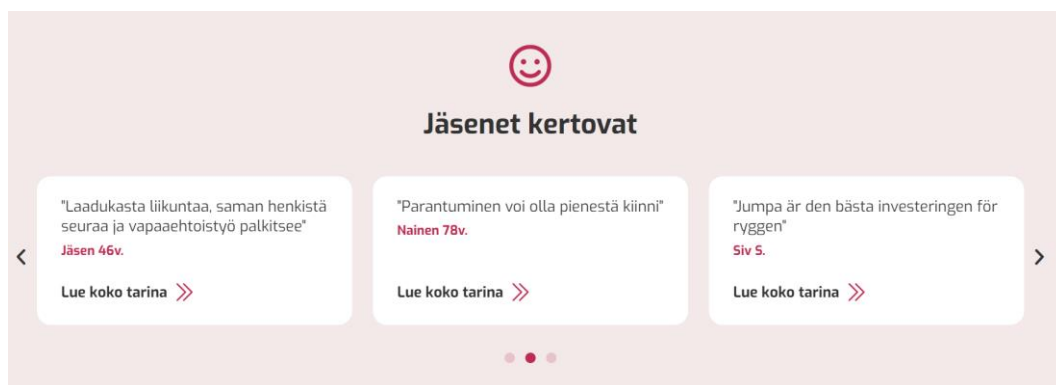 Jäsenet kertovat
"Laadukasta liikuntaa, saman henkistä
seuraa ja vapaaehtoistyö palkitsee"
Jäsen 46v.
Lue koko tarina
"Parantuminen voi olla pienestä kiinni"
Nainen 78v.
Lue koko tarina
"Jumpa är den bästa investeringen för
ryggen"
Siv S.
Lue koko tarina